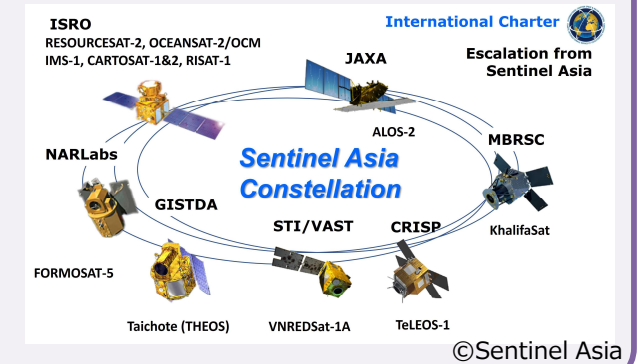 ISRO
RESOURCESAT-2, OCEANSAT-2/OCM
IMS-1, CARTOSAT-1&2, RISAT-1
International Charter
Escalation from
Sentinel Asia
JAXA
ALOS-2
MBRSC
KhalifaSat
NARLabs
FORMOSAT-5
Sentinel Asia
Constellation
GISTDA
Taichote (THEOS)
STI/VAST
VNREDSat-1A
CRISP
TeLEOS-1
©Sentinel Asia